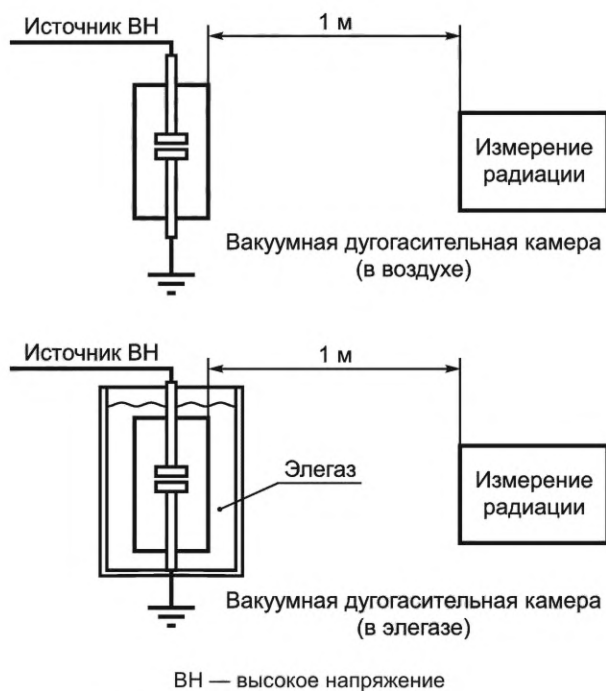 Источник ВН
1 м
Измерение
радиации
Вакуумная дугогасительная камера
(в воздухе)
Источник ВН
1 м
Элегаз
Измерение
радиации
Вакуумная дугогасительная камера
(в элегазе)
ВН — высокое напряжение